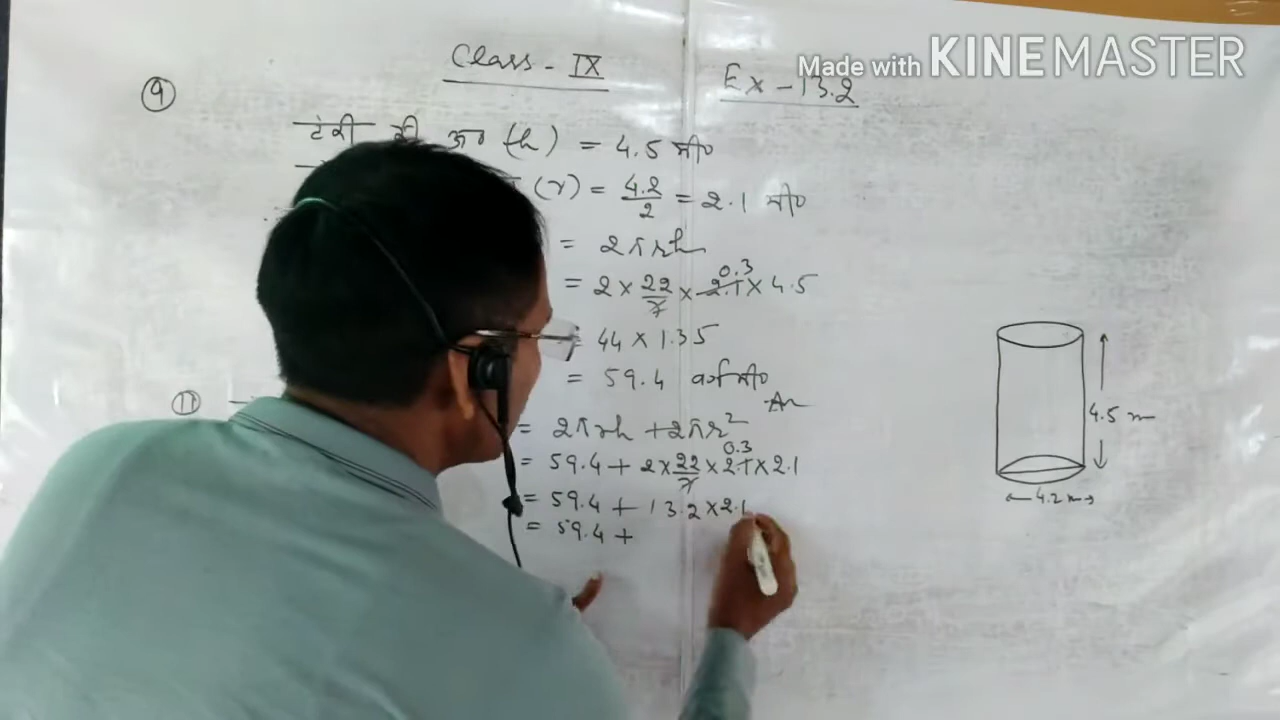 Class - IX
Ex - 13.2
Made with KINEMASTER
9
टंकी की ऊ० (h) = 4.5 मी०
(r) = 4.2/2 = 2.1 मी०
= 2πrh
= 2 × 22/7 × 2.1 × 4.5
0.3
= 44 × 1.35
= 59.4 वर्ग मी०
An
11
= 2πrh + 2πr²
= 59.4 + 2 × 22/7 × 2.1 × 2.1
0.3
= 59.4 + 13.2 × 2.1
= 59.4 +
4.5 m
4.2 m